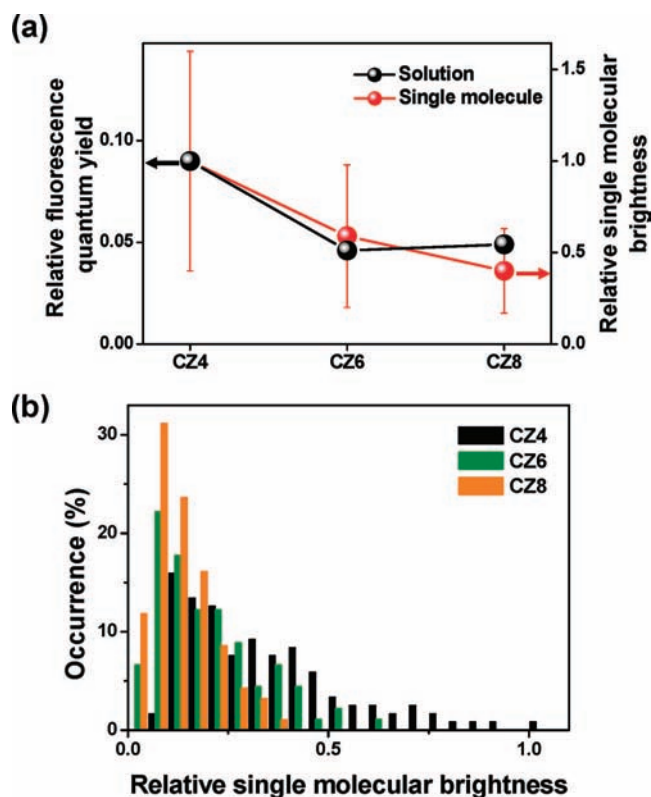 (a)
Relative fluorescence
quantum yield
0.10
0.05
0.00
Solution
Single molecule
1.5
1.0
0.5
0.0
Relative single molecular
brightness
CZ4 CZ6 CZ8
(b)
Occurrence (%)
30
20
10
0
CZ4
CZ6
CZ8
0.0 0.5 1.0
Relative single molecular brightness